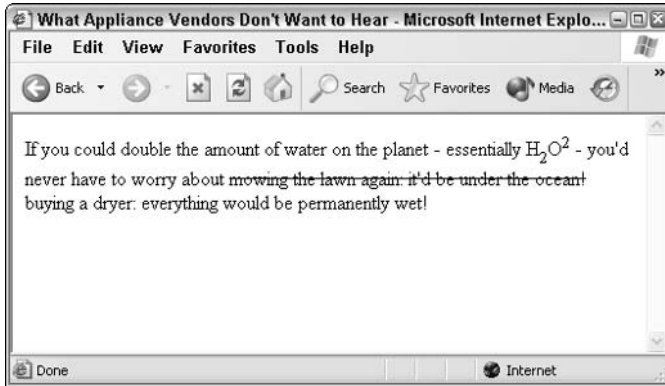 What Appliance Vendors Don't Want to Hear - Microsoft Internet Explo...
File Edit View Favorites Tools Help
Back Search Favorites Media »
If you could double the amount of water on the planet - essentially H₂O² - you'd
never have to worry about mowing the lawn again: it'd be under the ocean!
buying a dryer: everything would be permanently wet!
Done Internet